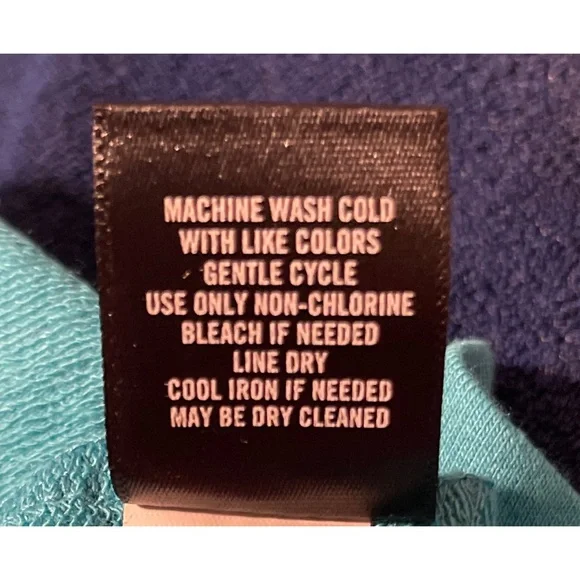 MACHINE WASH COLD
WITH LIKE COLORS
GENTLE CYCLE
USE ONLY NON-CHLORINE
BLEACH IF NEEDED
LINE DRY
COOL IRON IF NEEDED
MAY BE DRY CLEANED